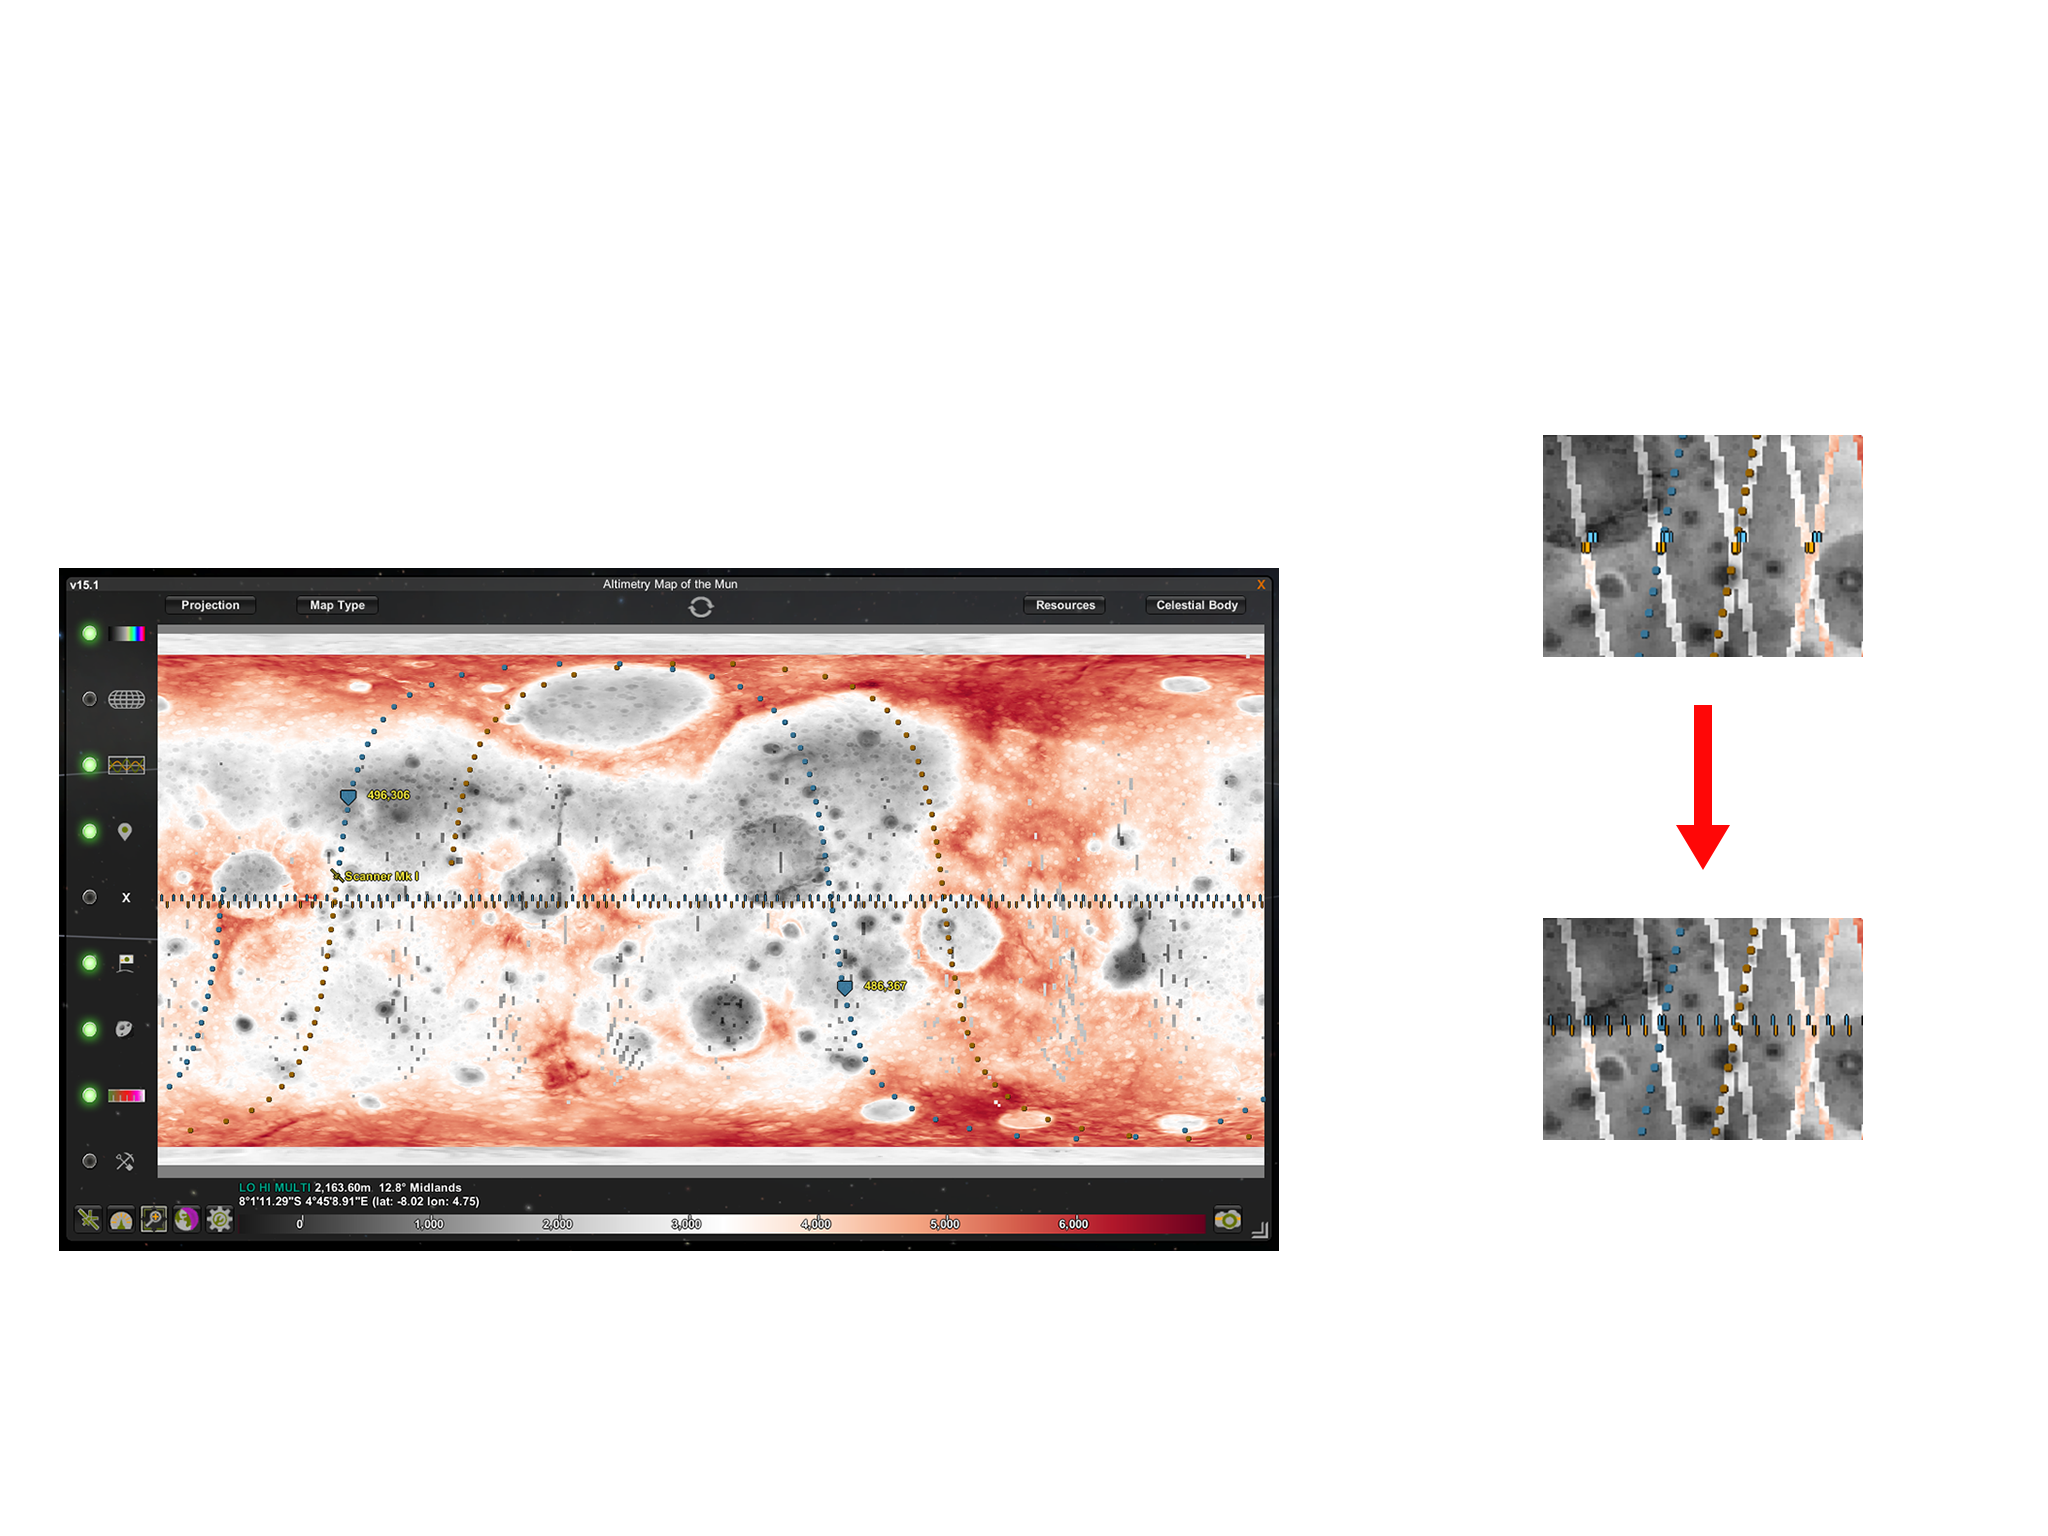 v15.1
Altimetry Map of the Mun
X
Projection
Map Type
Resources
Celestial Body
496,306
Scanner Mk I
X
486,367
LO HI MULTI 2,163.60m 12.8° Midlands
8°1'11.29"S 4°45'8.91"E (lat: -8.02 lon: 4.75)
0 1,000 2,000 3,000 4,000 5,000 6,000